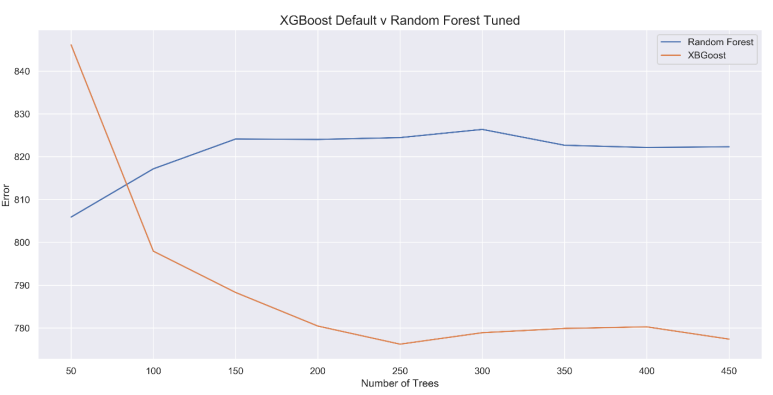 XGBoost Default v Random Forest Tuned
Random Forest
XBGoost
Error
840
830
820
810
800
790
780
50 100 150 200 250 300 350 400 450
Number of Trees